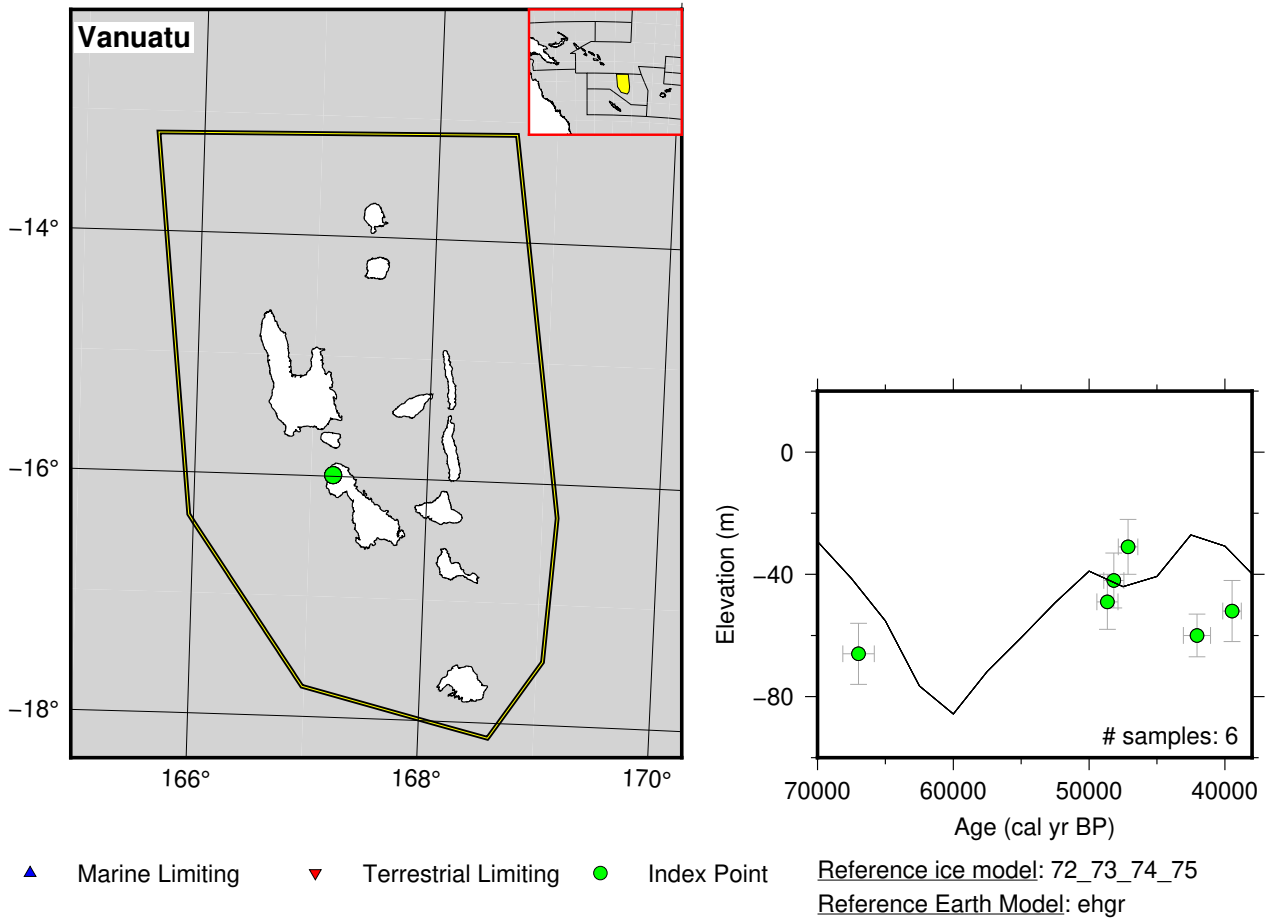 Vanuatu
−14°
−16°
−18°
166°
168°
170°
0
−40
−80
Elevation (m)
# samples: 6
70000
60000
50000
40000
Age (cal yr BP)
Marine Limiting
Terrestrial Limiting
Index Point
Reference ice model: 72_73_74_75
Reference Earth Model: ehgr